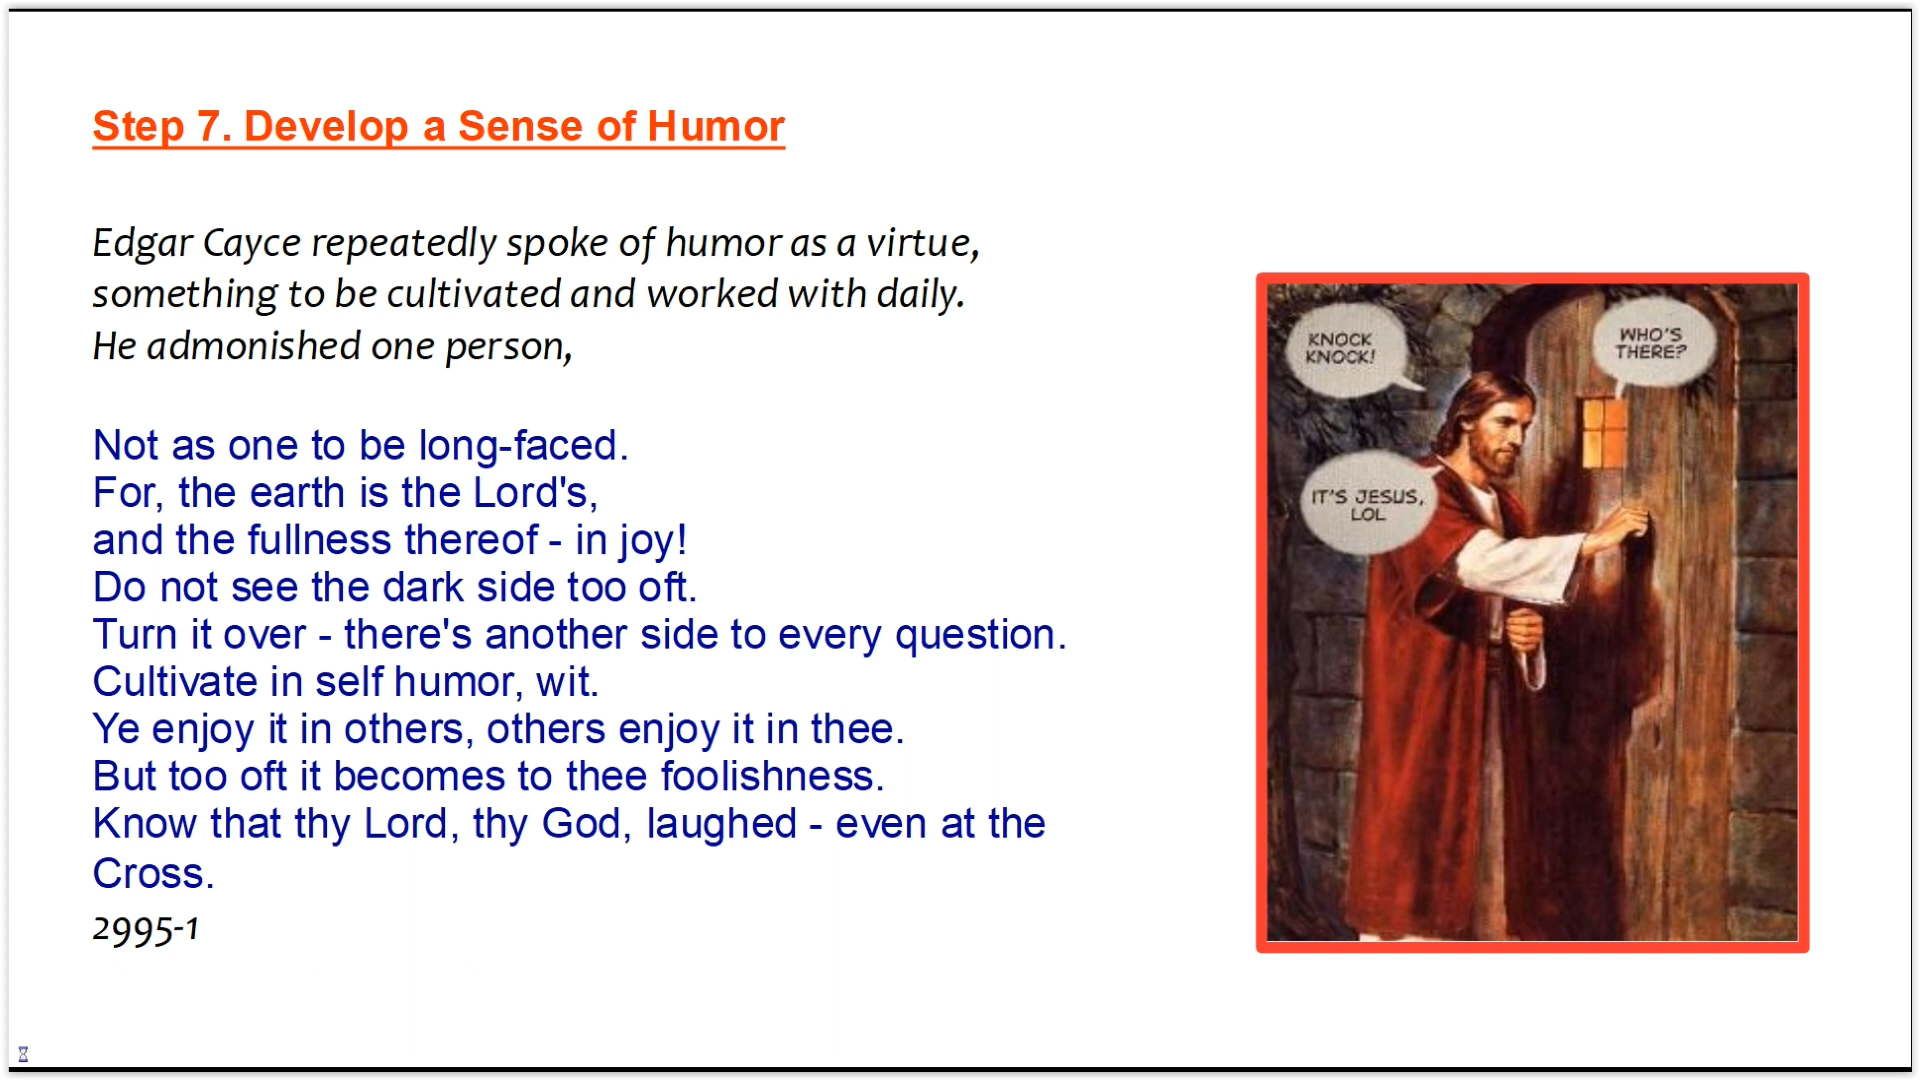 Step 7. Develop a Sense of Humor
Edgar Cayce repeatedly spoke of humor as a virtue,
something to be cultivated and worked with daily.
He admonished one person,
Not as one to be long-faced.
For, the earth is the Lord's,
and the fullness thereof - in joy!
Do not see the dark side too oft.
Turn it over - there's another side to every question.
Cultivate in self humor, wit.
Ye enjoy it in others, others enjoy it in thee.
But too oft it becomes to thee foolishness.
Know that thy Lord, thy God, laughed - even at the
Cross.
2995-1
KNOCK
KNOCK!
WHO'S
THERE?
IT'S JESUS,
LOL